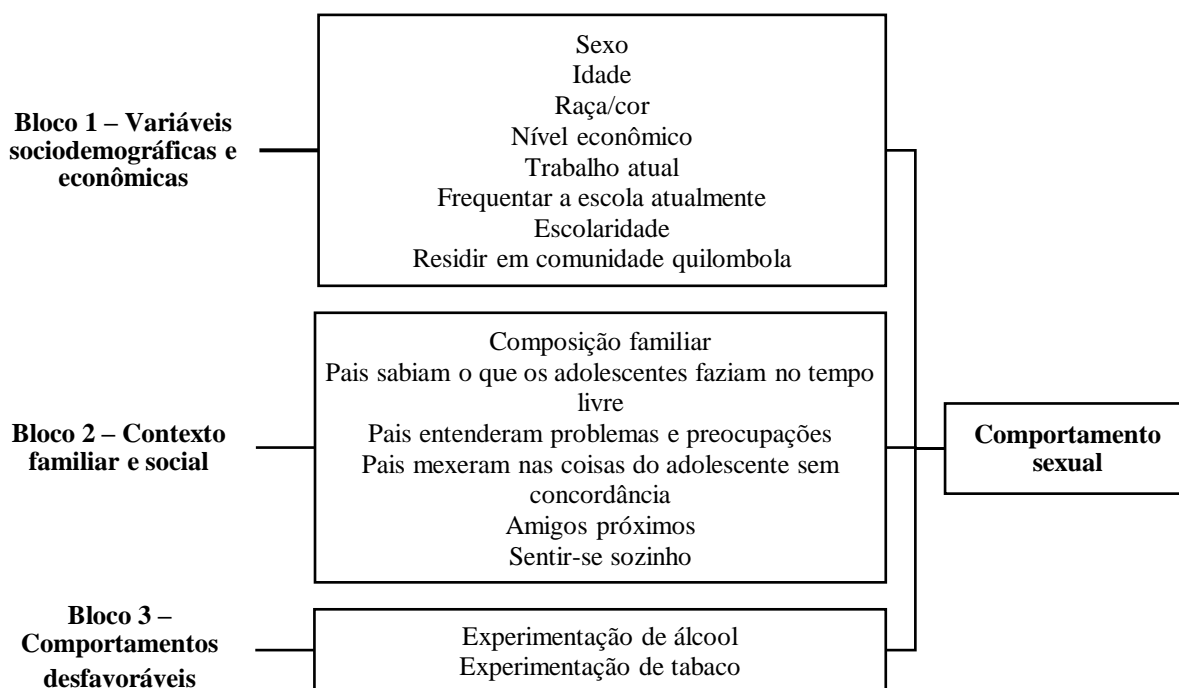 Bloco 1 – Variáveis
sociodemográficas e
econômicas
Sexo
Idade
Raça/cor
Nível econômico
Trabalho atual
Frequentar a escola atualmente
Escolaridade
Residir em comunidade quilombola
Bloco 2 – Contexto
familiar e social
Composição familiar
Pais sabiam o que os adolescentes faziam no tempo
livre
Pais entenderam problemas e preocupações
Pais mexeram nas coisas do adolescente sem
concordância
Amigos próximos
Sentir-se sozinho
Bloco 3 –
Comportamentos
desfavoráveis
Experimentação de álcool
Experimentação de tabaco
Comportamento
sexual